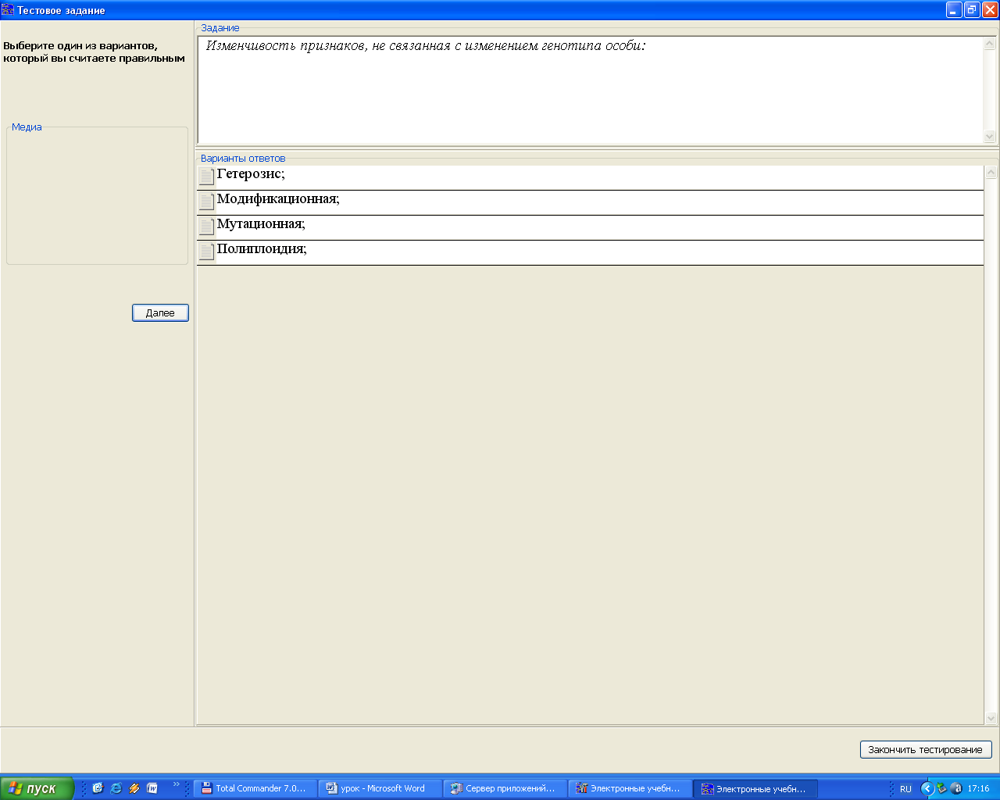 Тестовое задание
Выберите один из вариантов,
который вы считаете правильным
Медиа
Далее
Задание
Изменчивость признаков, не связанная с изменением генотипа особи:
Варианты ответов
Гетерозис;
Модификационная;
Мутационная;
Полиплоидия;
Закончить тестирование
пуск
Total Commander 7.0...
урок - Microsoft Word
Сервер приложений...
Электронные учебн...
Электронные учебн...
RU
17:16